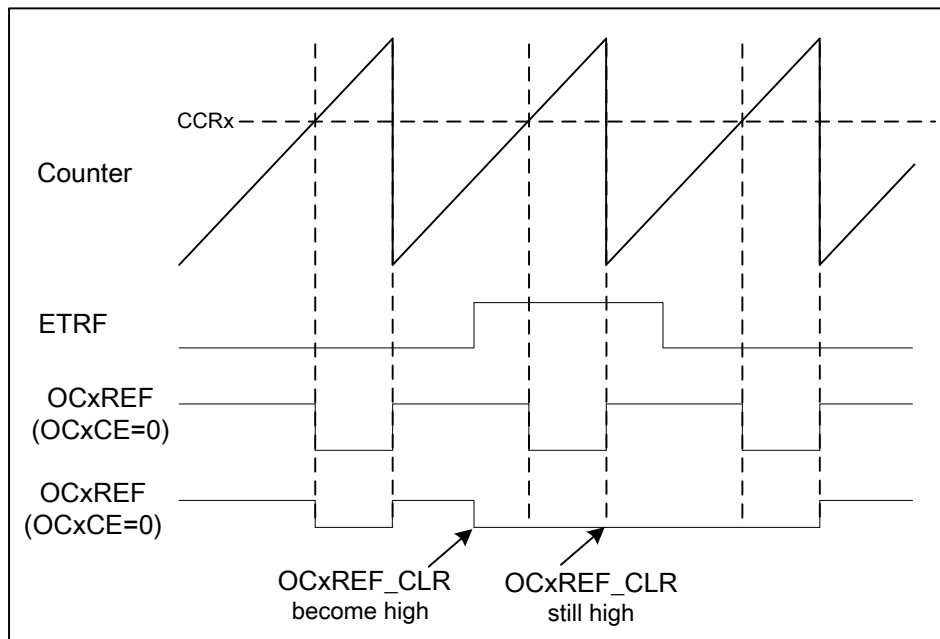 CCRx
Counter
ETRF
OCxREF
(OCxCE=0)
OCxREF
(OCxCE=0)
OCxREF_CLR
become high
OCxREF_CLR
still high